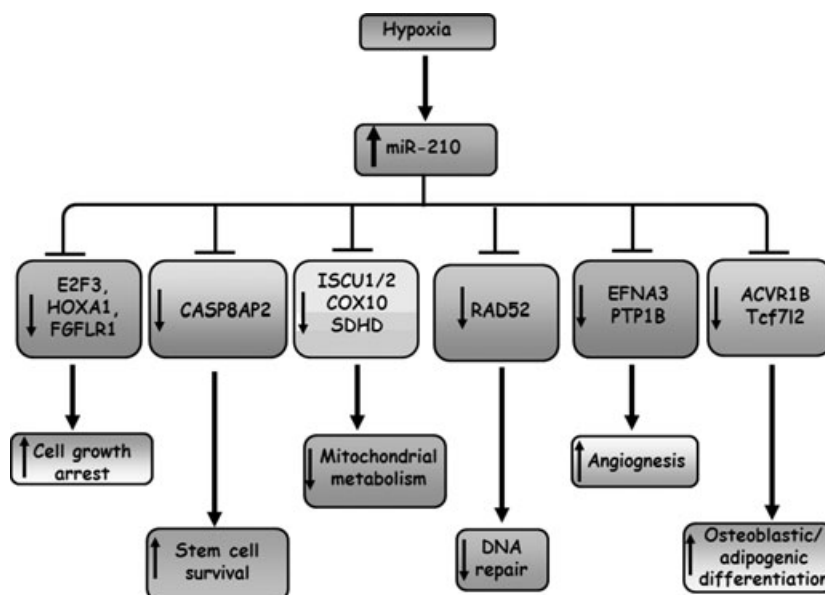 Hypoxia
miR-210
E2F3,
HOXA1,
FGFLR1
CASP8AP2
ISCU1/2
COX10
SDHD
RAD52
EFNA3
PTP1B
ACVR1B
Tcf7l2
Cell growth
arrest
Stem cell
survival
Mitochondrial
metabolism
DNA
repair
Angiognesis
Osteoblastic/
adipogenic
differentiation